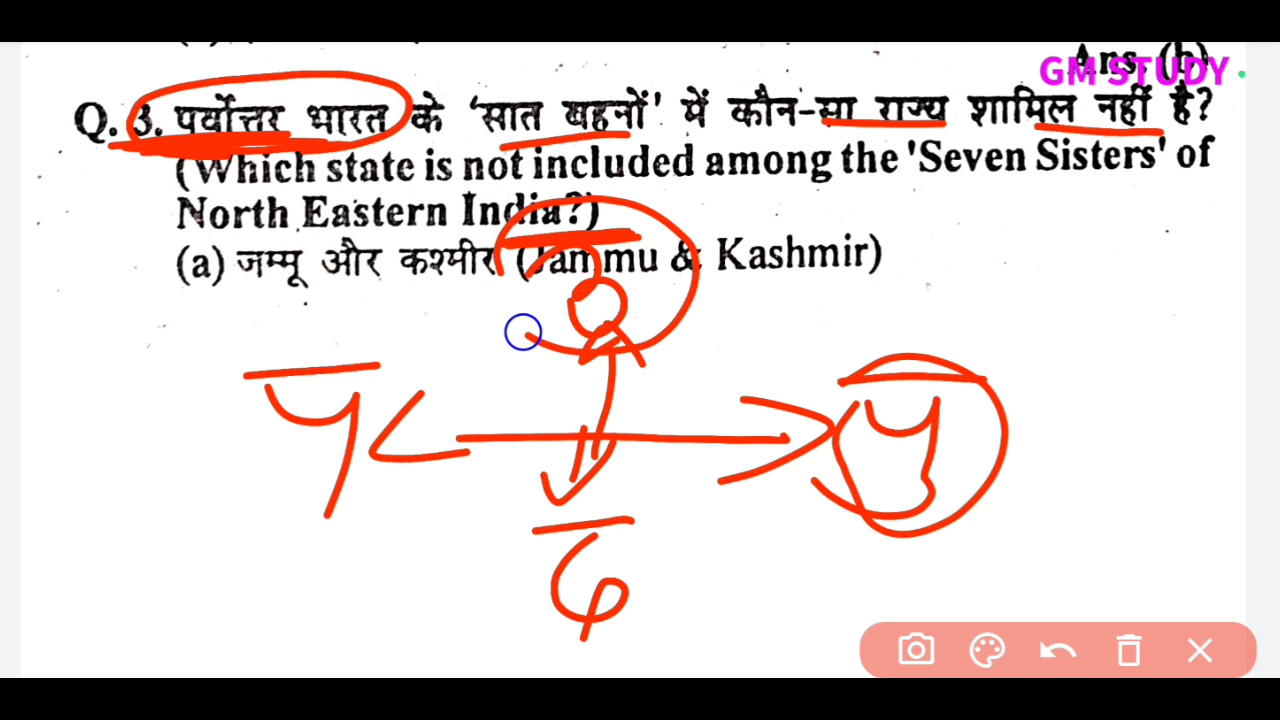 Ans. (b)
GM STUDY
Q. 3. पर्वोत्तर भारत के 'सात बहनों' में कौन-सा राज्य शामिल नहीं है?
(Which state is not included among the 'Seven Sisters' of
North Eastern India?)
(a) जम्मू और कश्मीर (Jammu & Kashmir)
प
पु
द